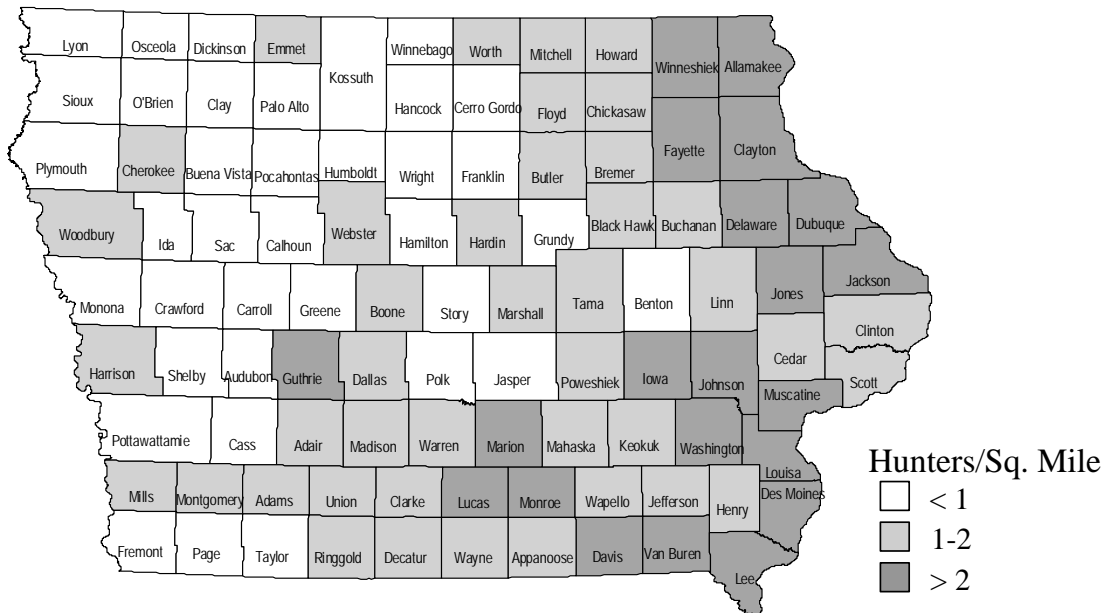 Lyon Osceola Dickinson Emmet Winnebago Worth Mitchell Howard
Kossuth Winneshiek Allamakee
Sioux O'Brien Clay Palo Alto Hancock Cerro Gordo Floyd Chickasaw
Plymouth Cherokee Buena Vista Pocahontas Humboldt Wright Franklin Butler Bremer Fayette Clayton
Woodbury Ida Sac Calhoun Webster Hamilton Hardin Grundy Black Hawk Buchanan Delaware Dubuque
Monona Crawford Carroll Greene Boone Story Marshall Tama Benton Linn Jones Jackson
Clinton
Harrison Shelby Audubon Guthrie Dallas Polk Jasper Poweshiek Iowa Johnson Cedar Scott
Muscatine
Pottawattamie Cass Adair Madison Warren Marion Mahaska Keokuk Washington
Louisa
Mills Montgomery Adams Union Clarke Lucas Monroe Wapello Jefferson Henry Des Moines
Fremont Page Taylor Ringgold Decatur Wayne Appanoose Davis Van Buren Lee
Hunters/Sq. Mile
< 1
1-2
> 2